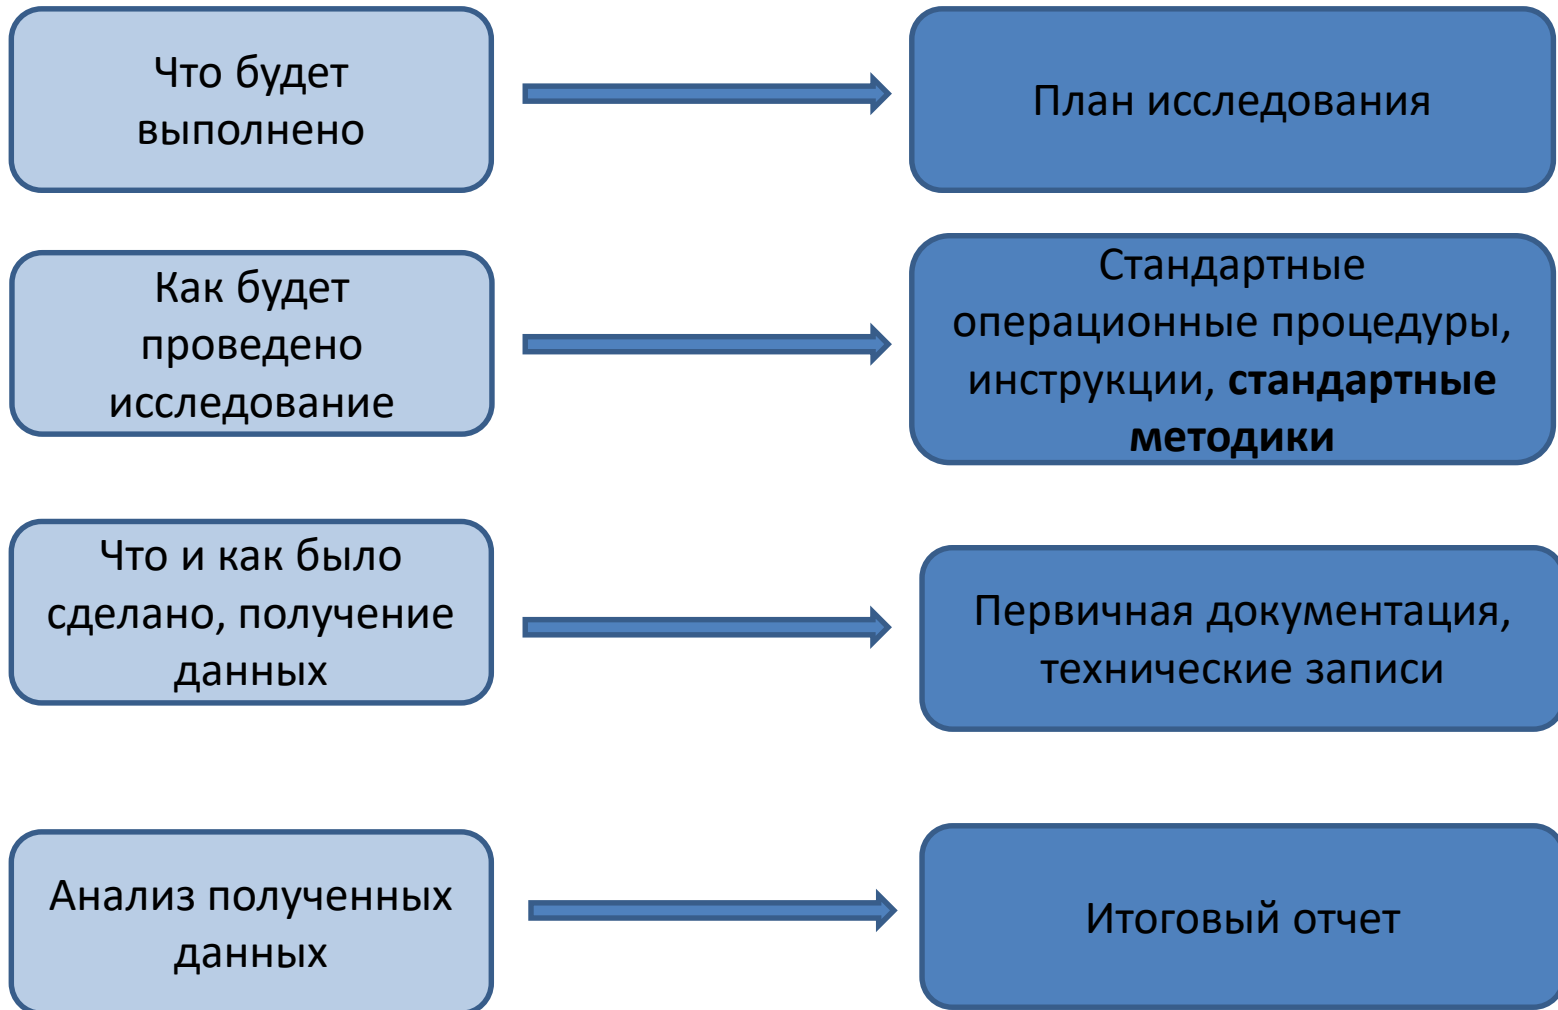 Что будет
выполнено
План исследования
Как будет
проведено
исследование
Стандартные
операционные процедуры,
инструкции, стандартные
методики
Что и как было
сделано, получение
данных
Первичная документация,
технические записи
Анализ полученных
данных
Итоговый отчет